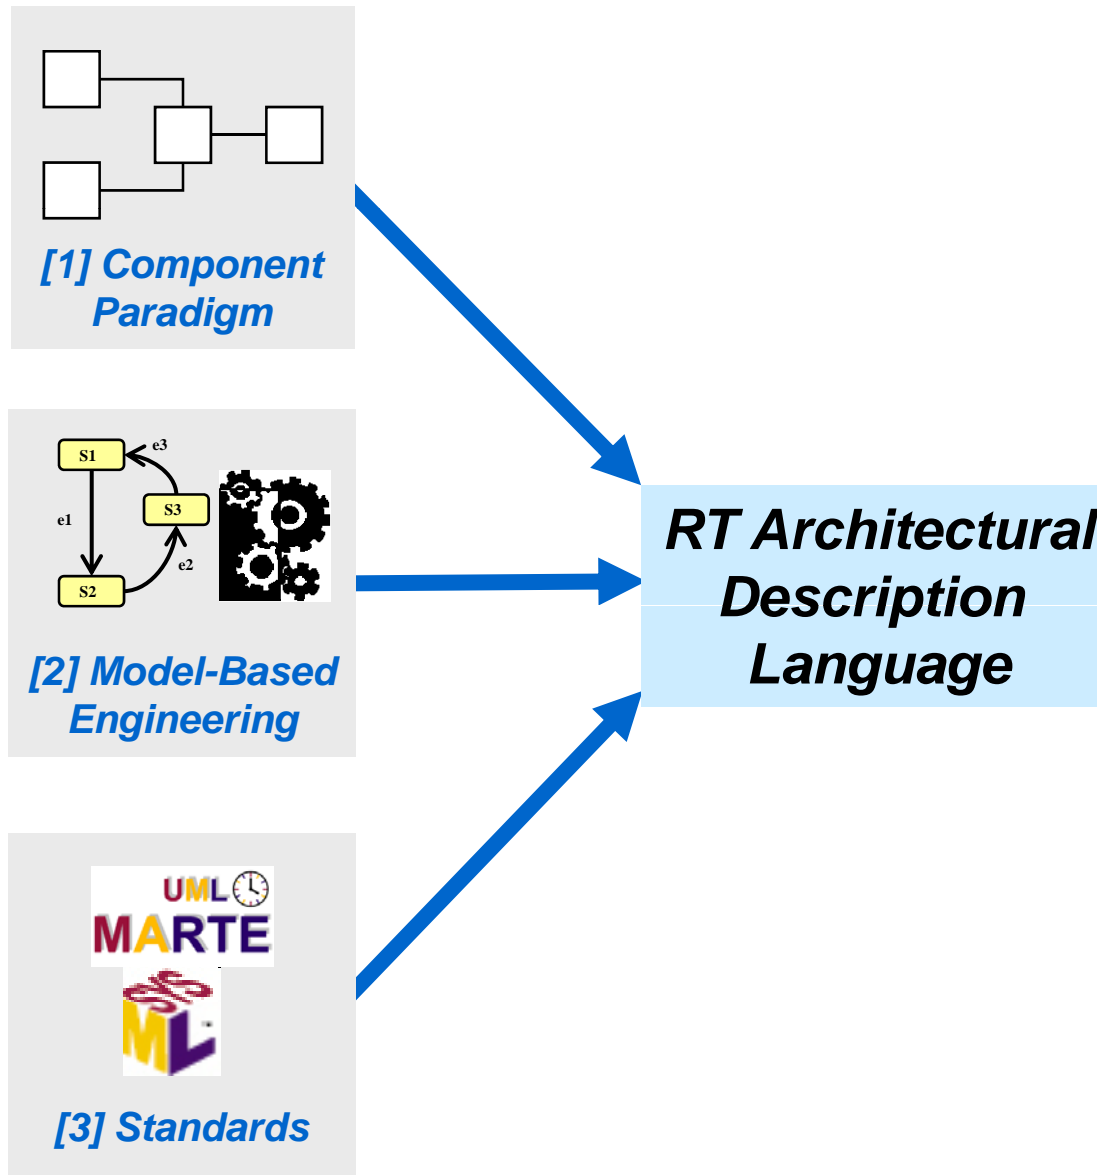 [1] Component
Paradigm
S1
e3
S3
e1
e2
S2
[2] Model-Based
Engineering
UML
MARTE
SYS
ML
[3] Standards
RT Architectural
Description
Language